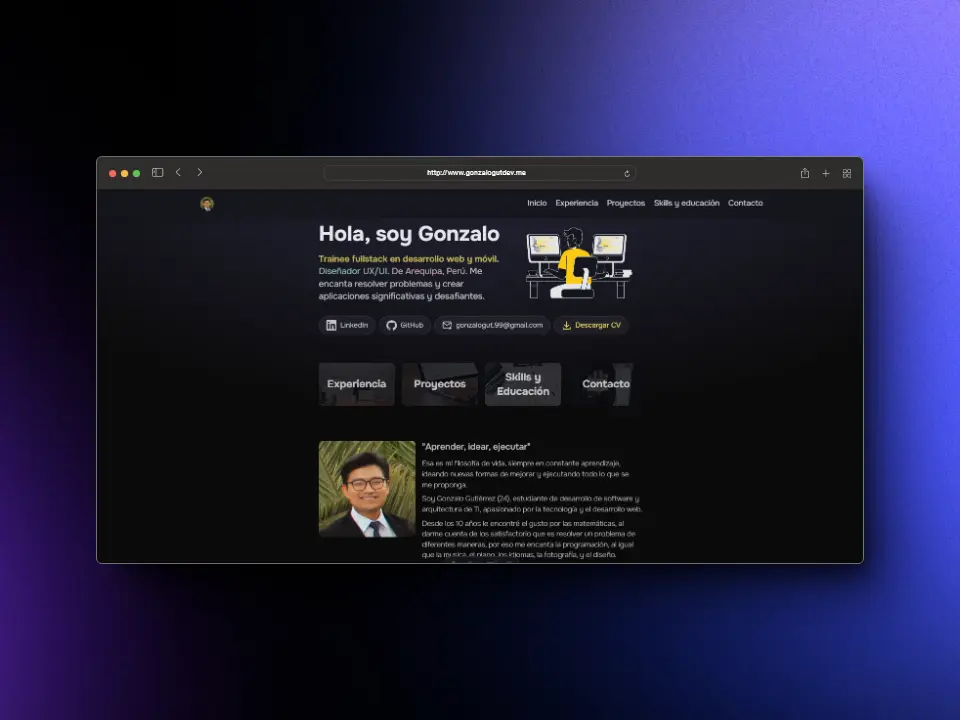 http://www.gonzalogutdev.me
Inicio Experiencia Proyectos Skills y educación Contacto
Hola, soy Gonzalo
Trainee fullstack en desarrollo web y móvil.
Diseñador UX/UI. De Arequipa, Perú. Me
encanta resolver problemas y crear
aplicaciones significativas y desafiantes.
LinkedIn GitHub gonzalogut.99@gmail.com Descargar CV
Experiencia Proyectos Skills y Educación Contacto
"Aprender, idear, ejecutar"
Esa es mi filosofía de vida, siempre en constante aprendizaje,
ideando nuevas formas de mejorar y ejecutando todo lo que se
me proponga.
Soy Gonzalo Gutiérrez (24), estudiante de desarrollo de software y
arquitectura de TI, apasionado por la tecnología y el desarrollo web.
Desde los 10 años le encontré el gusto por las matemáticas, al
darme cuenta de los satisfactorio que es resolver un problema de
diferentes maneras, por eso me encanta la programación, al igual
que la musica, el piano, los idiomas, la fotografía, y el diseño.